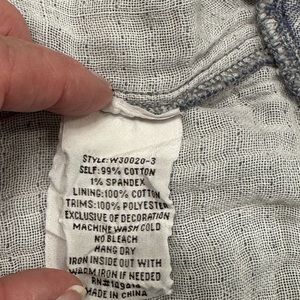 STYLE:W30020-3
SELF:99% COTTON
1% SPANDEX
LINING:100% COTTON
TRIMS:100% POLYESTER
EXCLUSIVE OF DECORATION
MACHINE WASH COLD
NO BLEACH
HANG DRY
IRON INSIDE OUT WITH
WARM IRON IF NEEDED
MADE IN CHINA